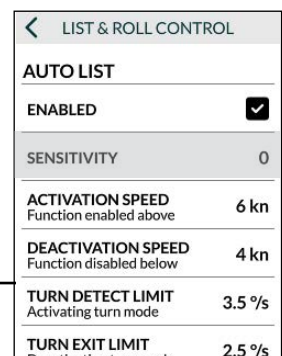 LIST & ROLL CONTROL
AUTO LIST
ENABLED
SENSITIVITY 0
ACTIVATION SPEED
Function enabled above 6 kn
DEACTIVATION SPEED
Function disabled below 4 kn
TURN DETECT LIMIT
Activating turn mode 3.5 °/s
TURN EXIT LIMIT 2.5 °/s